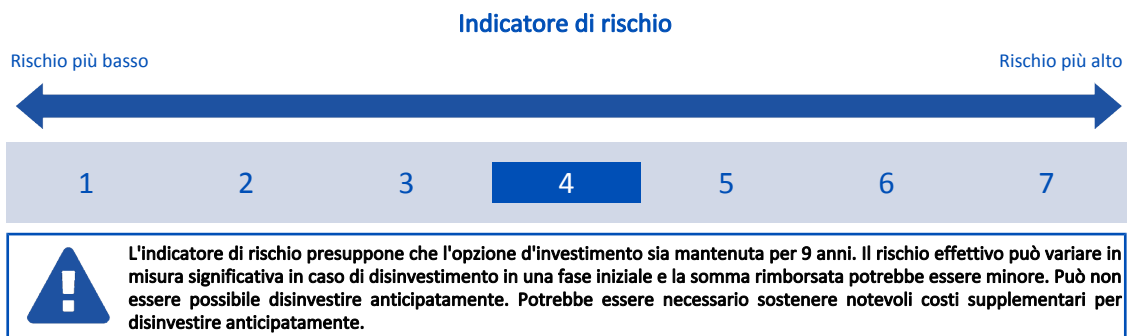 Indicatore di rischio
Rischio più basso
Rischio più alto
1 2 3 4 5 6 7
L'indicatore di rischio presuppone che l'opzione d'investimento sia mantenuta per 9 anni. Il rischio effettivo può variare in
misura significativa in caso di disinvestimento in una fase iniziale e la somma rimborsata potrebbe essere minore. Può non
essere possibile disinvestire anticipatamente. Potrebbe essere necessario sostenere notevoli costi supplementari per
disinvestire anticipatamente.